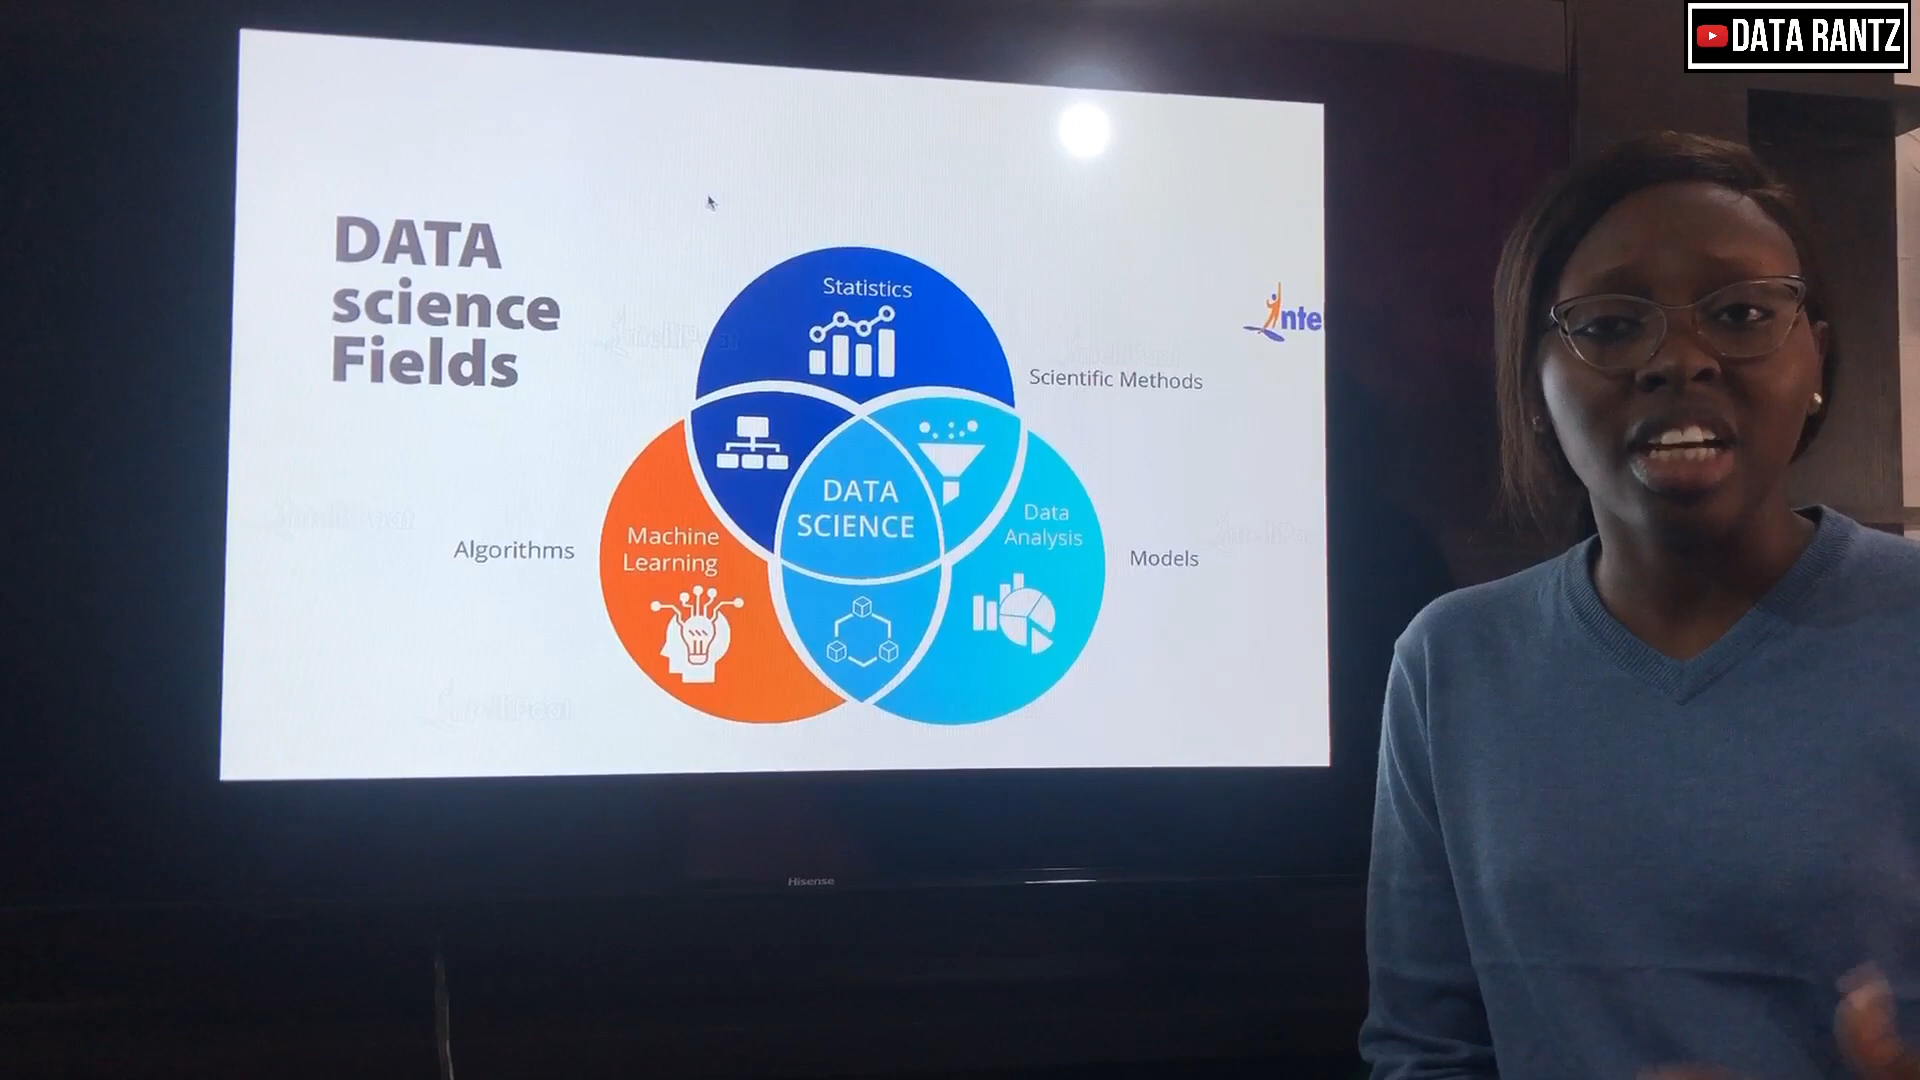 DATA RANTZ
DATA
science
Fields
Statistics
Scientific Methods
DATA
SCIENCE
Machine
Learning
Algorithms
Data
Analysis
Models
Hisense